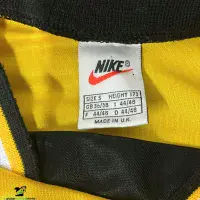 NIKE®
SIZE S HEIGHT 173
GB 36/38 I 44/46
F 44/46 D 44/46
MADE IN U.K.